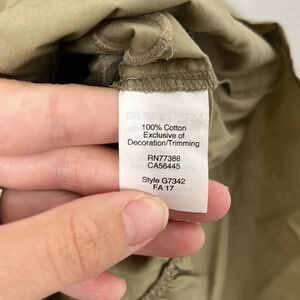 100% Cotton
Exclusive of
Decoration/Trimming
RN77388
CA56445
Style G7342
FA 17